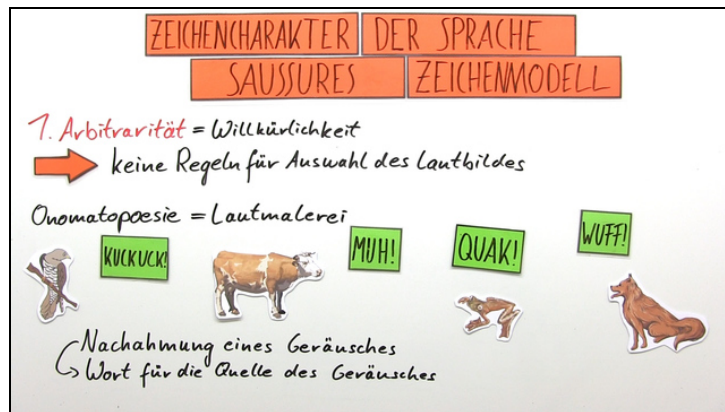 ZEICHENCHARAKTER DER SPRACHE
SAUSSURES ZEICHENMODELL
1. Arbitrarität = Willkürlichkeit
keine Regeln für Auswahl des Lautbildes
Onomatopoesie = Lautmalerei
KUCKUCK! MUH! QUAK! WUFF!
Nachahmung eines Geräusches
Wort für die Quelle des Geräusches